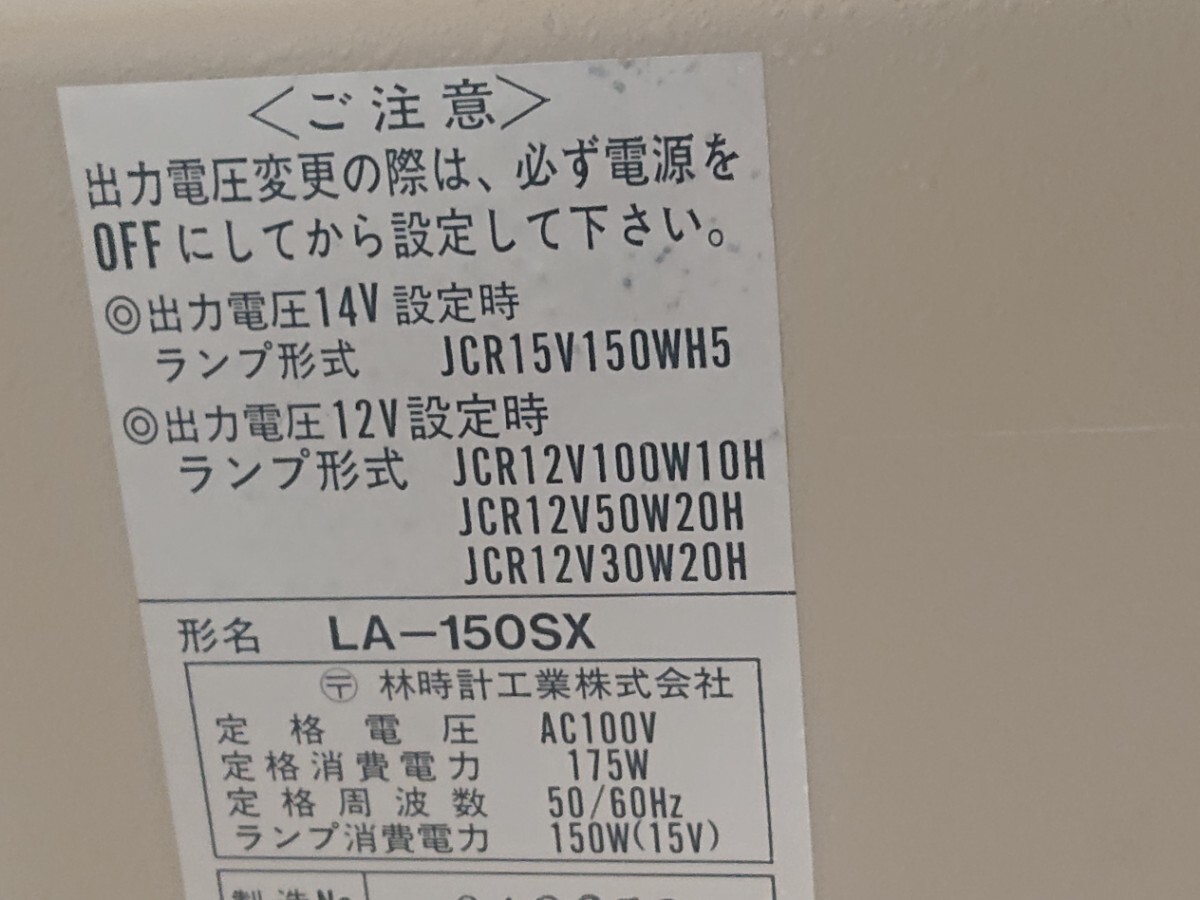 ＜ご注意＞
出力電圧変更の際は、必ず電源を
OFFにしてから設定して下さい。
◎出力電圧14V設定時
ランプ形式 JCR15V150WH5
◎出力電圧12V設定時
ランプ形式 JCR12V100W10H
JCR12V50W20H
JCR12V30W20H
形名 LA-150SX
〶 林時計工業株式会社
定格電圧 AC100V
定格消費電力 175W
定格周波数 50/60Hz
ランプ消費電力 150W(15V)
製造No